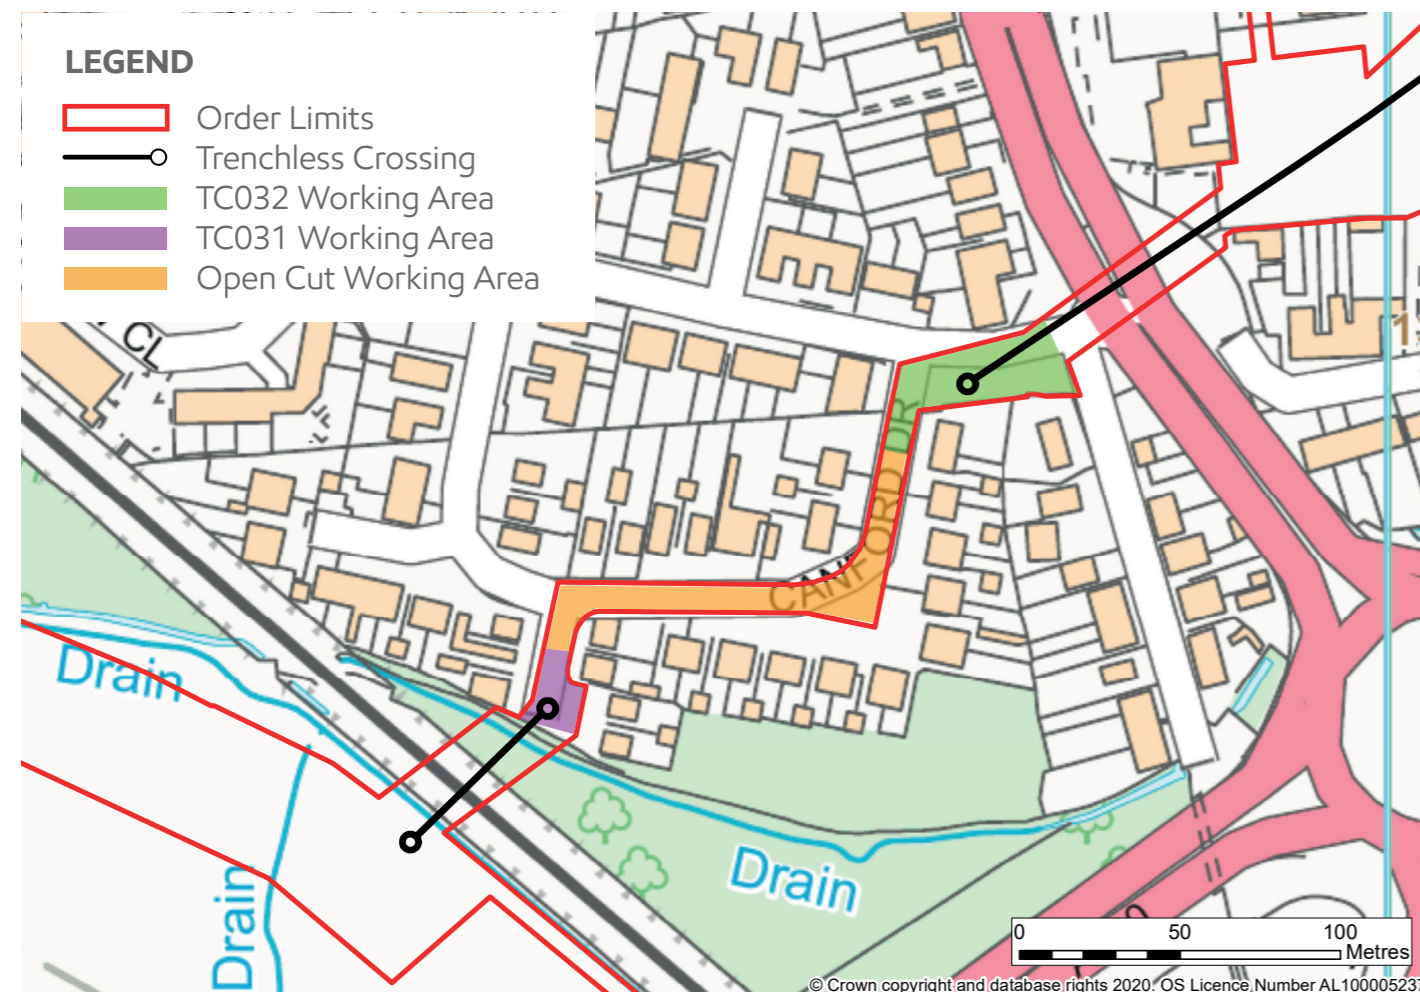 LEGEND
Order Limits
Trenchless Crossing
TC032 Working Area
TC031 Working Area
Open Cut Working Area
CL
CANFORD DR
Drain
Drain
Drain
1
0 50 100
Metres
© Crown copyright and database rights 2020. OS Licence Number AL100005237